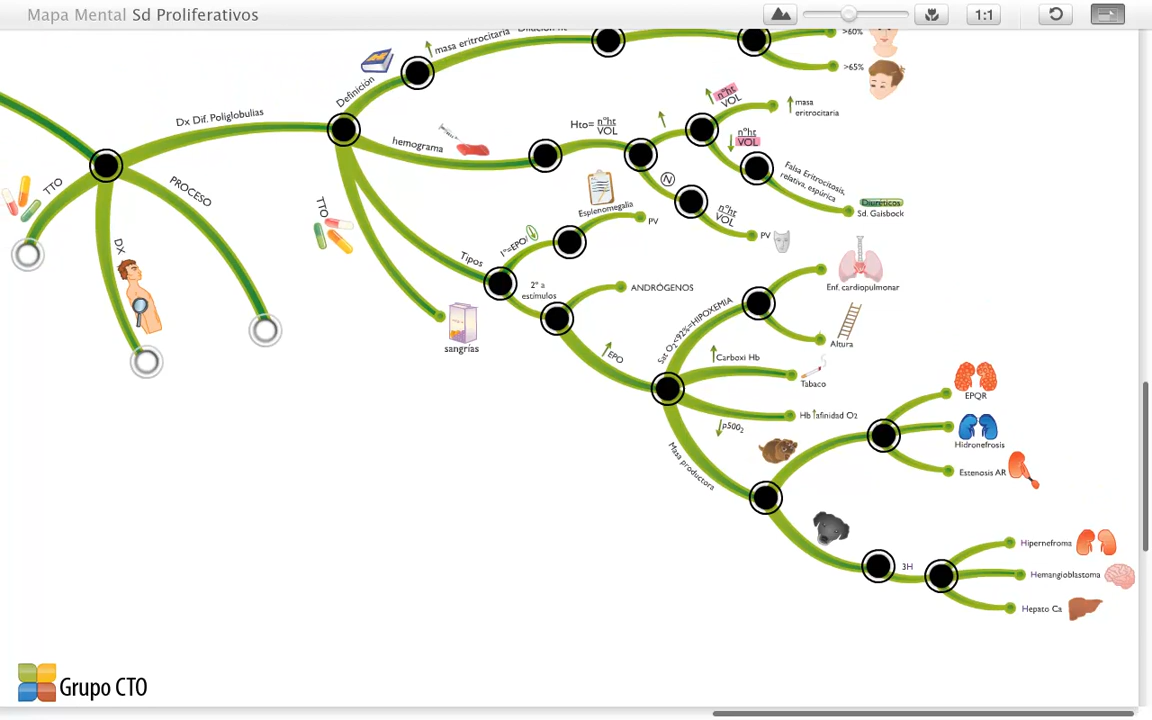 Mapa Mental Sd Proliferativos
1:1
masa eritrocitaria
>60%
>65%
Definición
Dx Dif. Poliglobulias
hemograma
Hto= nºht
VOL
nºht
VOL
masa
eritrocitaria
nºht
VOL
Falsa Eritrocitosis,
relativa, espúrica
Diuréticos
Sd. Gaisbock
N
nºht
VOL
PV
TTO
PROCESO
DX
TTO
sangrías
Tipos
1º=EPO/
Esplenomegalia
PV
2º a
estímulos
ANDRÓGENOS
EPO
Sat O₂<92%=HIPOXEMIA
Enf. cardiopulmonar
Altura
Carboxi Hb
Tabaco
Hb afinidad O₂
p50₂
Masa productora
EPQR
Hidronefrosis
Estenosis AR
3H
Hipernefroma
Hemangioblastoma
Hepato Ca
Grupo CTO